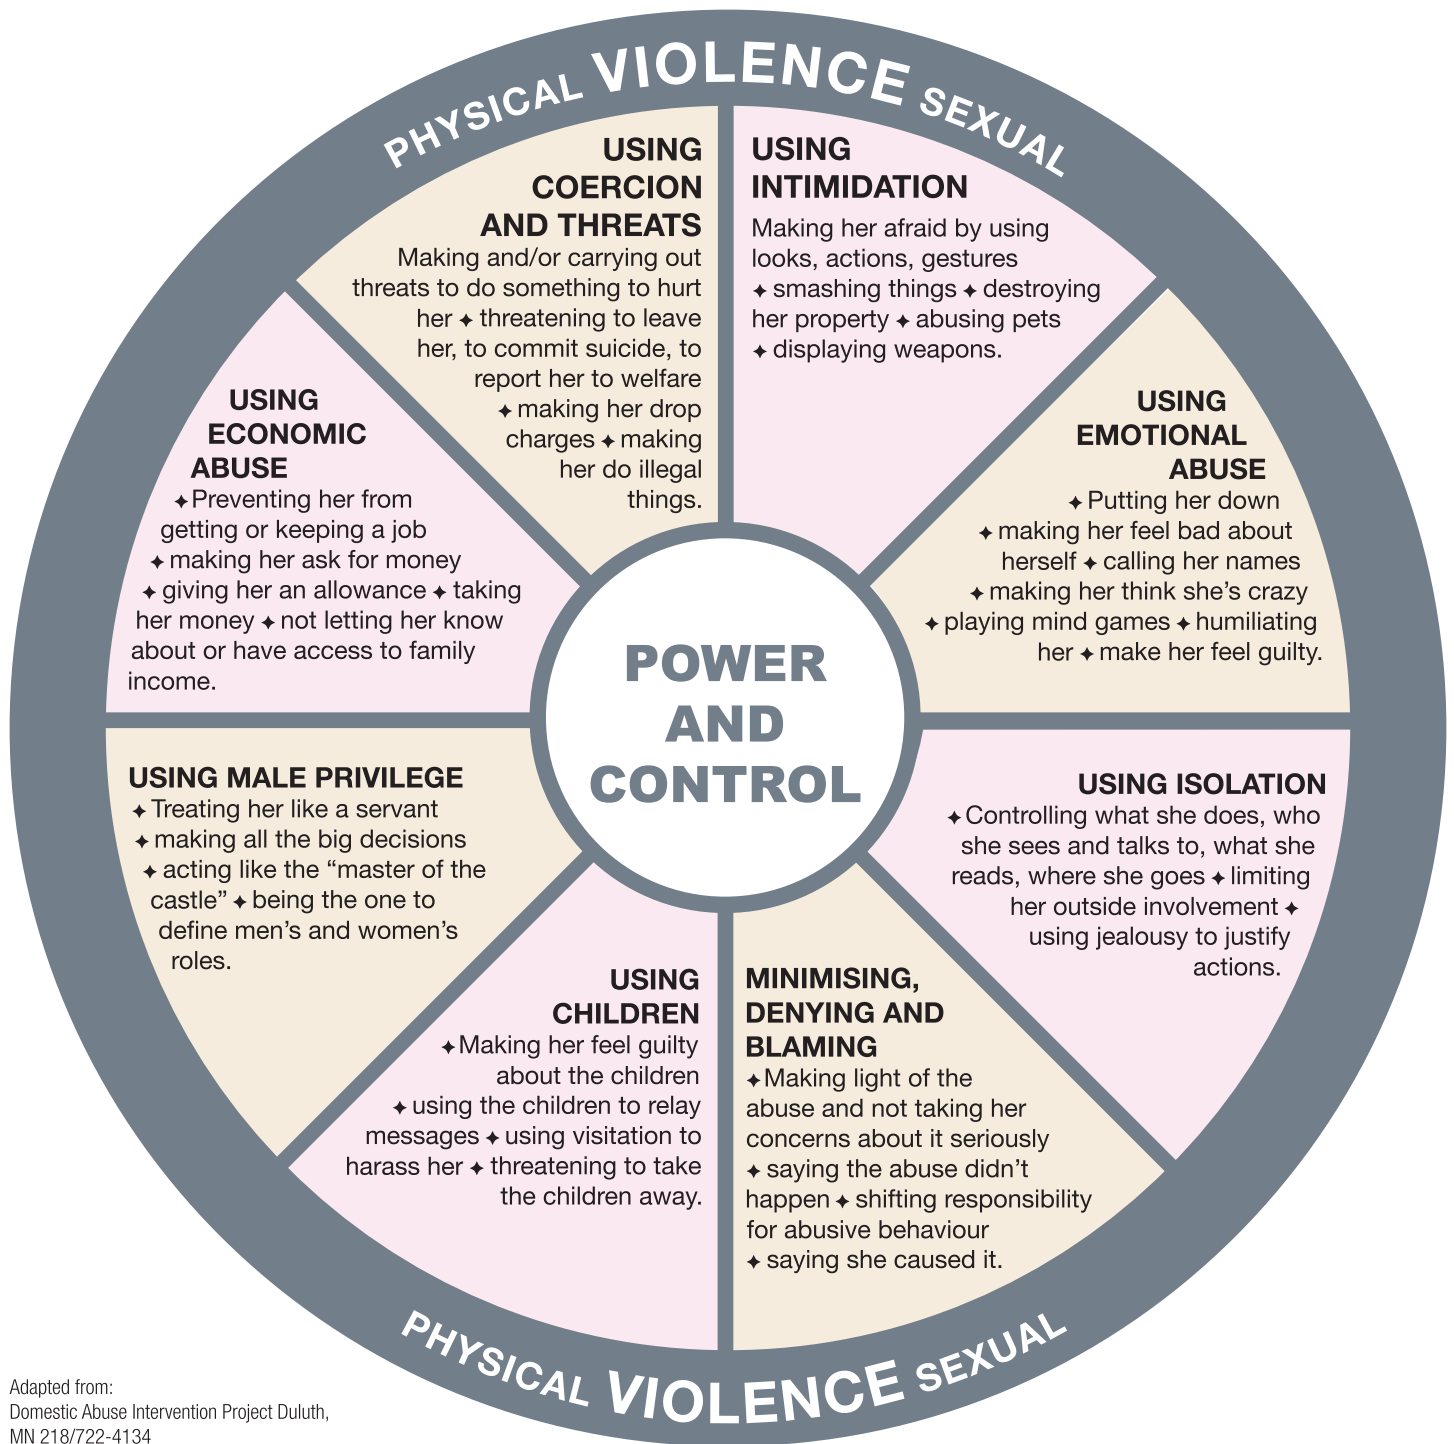 PHYSICAL VIOLENCE SEXUAL
USING
COERCION
AND THREATS
Making and/or carrying out
threats to do something to hurt
her ✦ threatening to leave
her, to commit suicide, to
report her to welfare
✦ making her drop
charges ✦ making
her do illegal
things.
USING
INTIMIDATION
Making her afraid by using
looks, actions, gestures
✦ smashing things ✦ destroying
her property ✦ abusing pets
✦ displaying weapons.
USING
EMOTIONAL
ABUSE
✦ Putting her down
✦ making her feel bad about
herself ✦ calling her names
✦ making her think she’s crazy
✦ playing mind games ✦ humiliating
her ✦ make her feel guilty.
USING ISOLATION
✦ Controlling what she does, who
she sees and talks to, what she
reads, where she goes ✦ limiting
her outside involvement ✦
using jealousy to justify
actions.
MINIMISING,
DENYING AND
BLAMING
✦ Making light of the
abuse and not taking her
concerns about it seriously
✦ saying the abuse didn’t
happen ✦ shifting responsibility
for abusive behaviour
✦ saying she caused it.
USING
CHILDREN
✦ Making her feel guilty
about the children
✦ using the children to relay
messages ✦ using visitation to
harass her ✦ threatening to take
the children away.
USING MALE PRIVILEGE
✦ Treating her like a servant
✦ making all the big decisions
✦ acting like the “master of the
castle” ✦ being the one to
define men’s and women’s
roles.
USING
ECONOMIC
ABUSE
✦ Preventing her from
getting or keeping a job
✦ making her ask for money
✦ giving her an allowance ✦ taking
her money ✦ not letting her know
about or have access to family
income.
POWER
AND
CONTROL
PHYSICAL VIOLENCE SEXUAL
Adapted from:
Domestic Abuse Intervention Project Duluth,
MN 218/722-4134